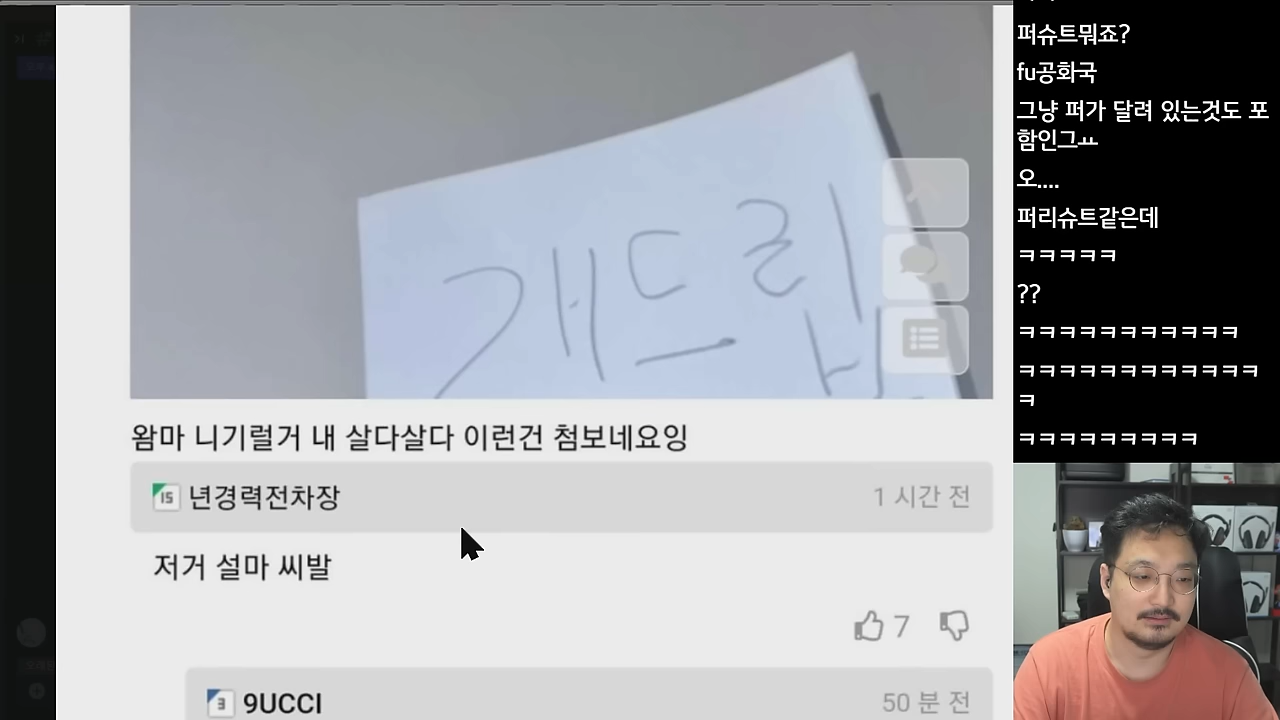 개드립
왐마 니기럴거 내 살다살다 이런건 첨보네요잉
15 년경력전차장 1 시간 전
저거 설마 씨발
7
3 9UCCI 50 분 전
퍼슈트뭐죠?
fu공화국
그냥 퍼가 달려 있는것도 포
함인그ㅛ
오....
퍼리슈트같은데
ㅋㅋㅋㅋㅋ
??
ㅋㅋㅋㅋㅋㅋㅋㅋㅋㅋㅋ
ㅋㅋㅋㅋㅋㅋㅋㅋㅋㅋㅋㅋ
ㅋ
ㅋㅋㅋㅋㅋㅋㅋㅋㅋ